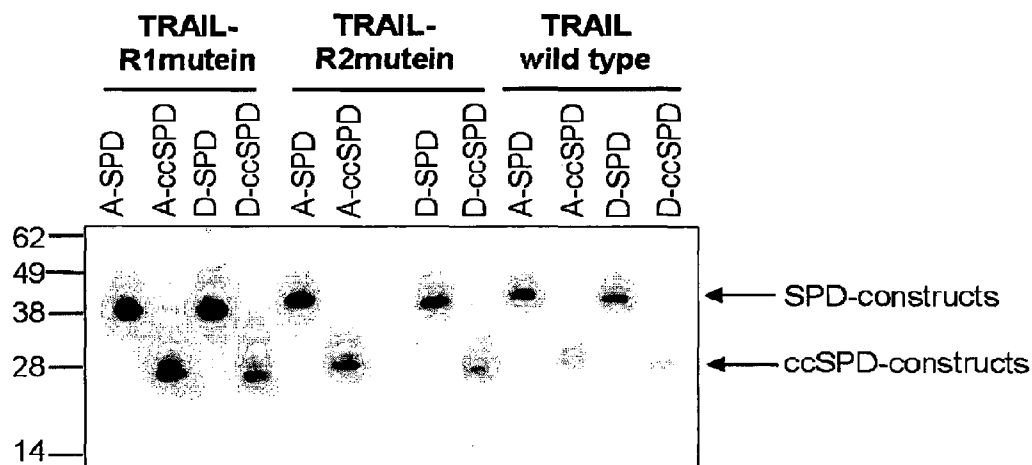 TRAIL-
R1mutein
TRAIL-
R2mutein
TRAIL
wild type
A-SPD
A-ccSPD
D-SPD
D-ccSPD
A-SPD
A-ccSPD
D-SPD
D-ccSPD
A-SPD
A-ccSPD
D-SPD
D-ccSPD
62
49
38
28
14
SPD-constructs
ccSPD-constructs